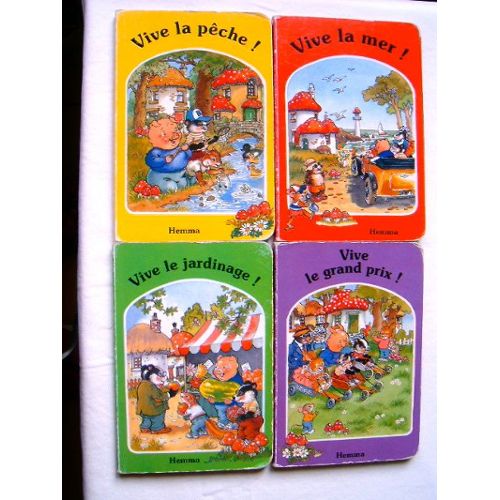 Vive la pêche !
Hemma
Vive la mer !
Hemma
Vive le jardinage !
Hemma
Vive
le grand prix !
Hemma